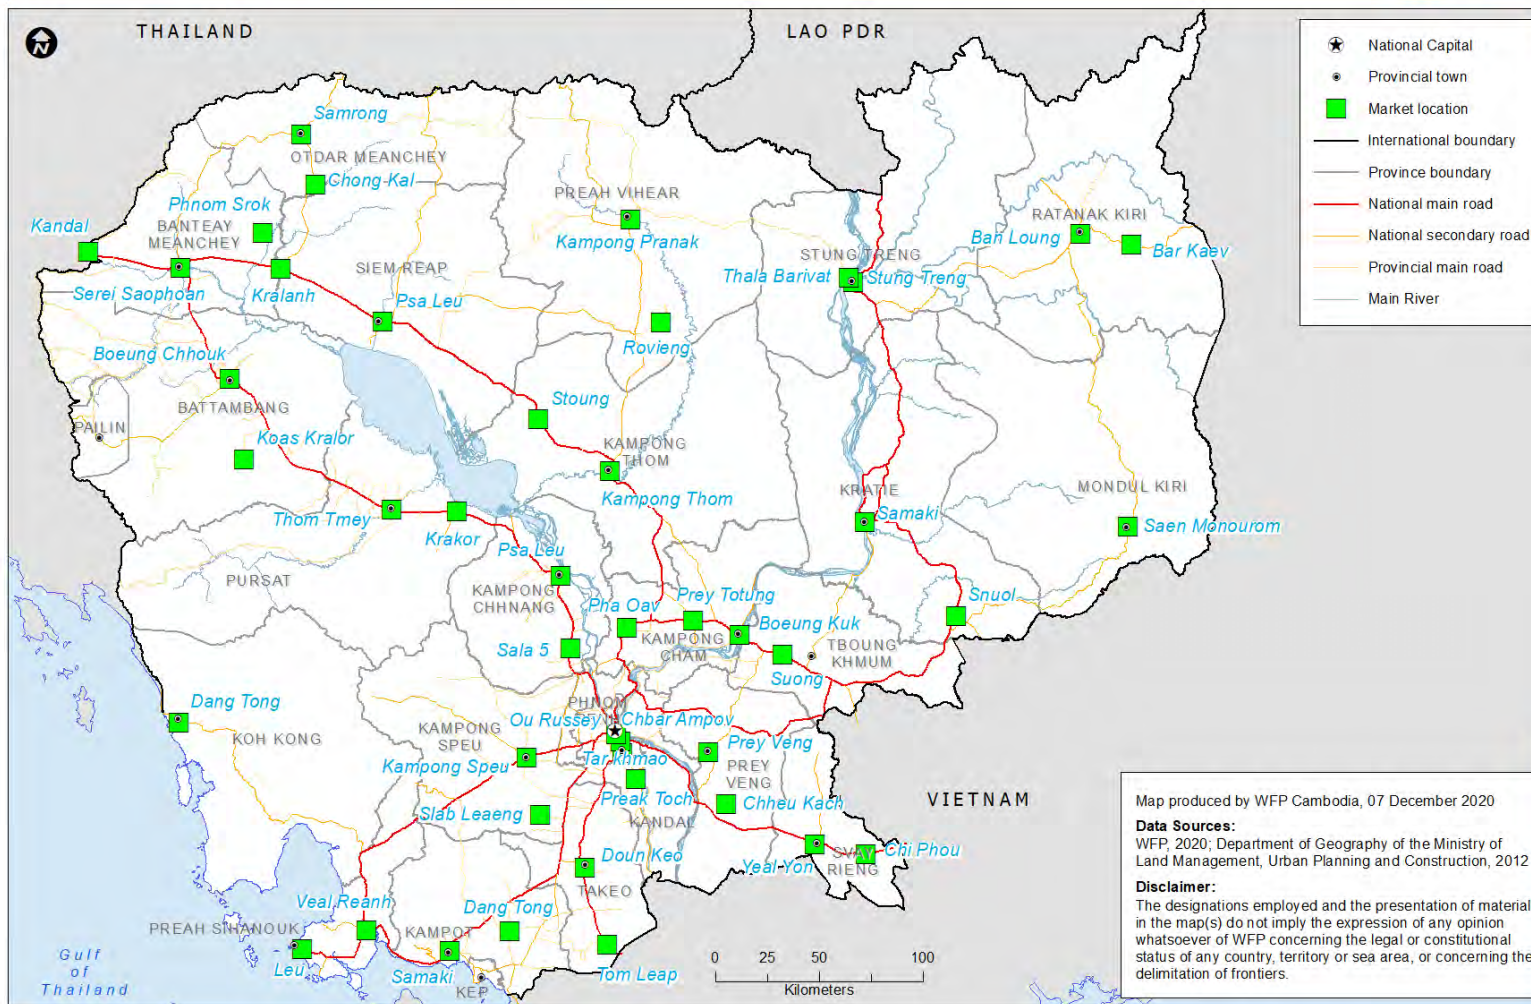 THAILAND
LAO PDR
N
National Capital
Provincial town
Market location
International boundary
Province boundary
National main road
National secondary road
Provincial main road
Main River
Samrong
OTDAR MEANCHEY
Chong Kal
Phnom Srok
BANTEAY
MEANCHEY
Kandal
PREAH VIHEAR
Kampong Pranak
RATANAK KIRI
Ban Loung
Bar Kaev
STUNG TRENG
Thala Barivat
Stung Treng
SIEM REAP
Serei Saophoan
Kralanh
Psa Leu
Rovieng
Boeung Chhouk
BATTAMBANG
PAILIN
Koas Kralor
Stoung
KAMPONG
THOM
Kampong Thom
KRATIE
Samaki
MONDUL KIRI
Saen Monourom
Thom Tmey
Krakor
Psa Leu
PURSAT
KAMPONG
CHHNANG
Pha Oav
Prey Totung
Boeung Kuk
Snuol
KAMPONG
CHAM
TBOUNG
KHMUM
Suong
Sala 5
Dang Tong
KOH KONG
KAMPONG
SPEU
PHNOM
PENH
Ou Russey
Chbar Ampov
Kampong Speu
Tar khmao
Prey Veng
PREY
VENG
Preak Toch
Chheu Kach
Slab Leaeng
KANDAL
VIETNAM
Doun Keo
TAKEO
Yeal Yon
SVAY
RIENG
Chi Phou
Veal Reanh
PREAH SIHANOUK
Leu
Dang Tong
KAMPOT
Samaki
KEP
Tom Leap
Gulf
of
Thailand
0 25 50 100
Kilometers
Map produced by WFP Cambodia, 07 December 2020
Data Sources:
WFP, 2020; Department of Geography of the Ministry of
Land Management, Urban Planning and Construction, 2012
Disclaimer:
The designations employed and the presentation of material
in the map(s) do not imply the expression of any opinion
whatsoever of WFP concerning the legal or constitutional
status of any country, territory or sea area, or concerning the
delimitation of frontiers.